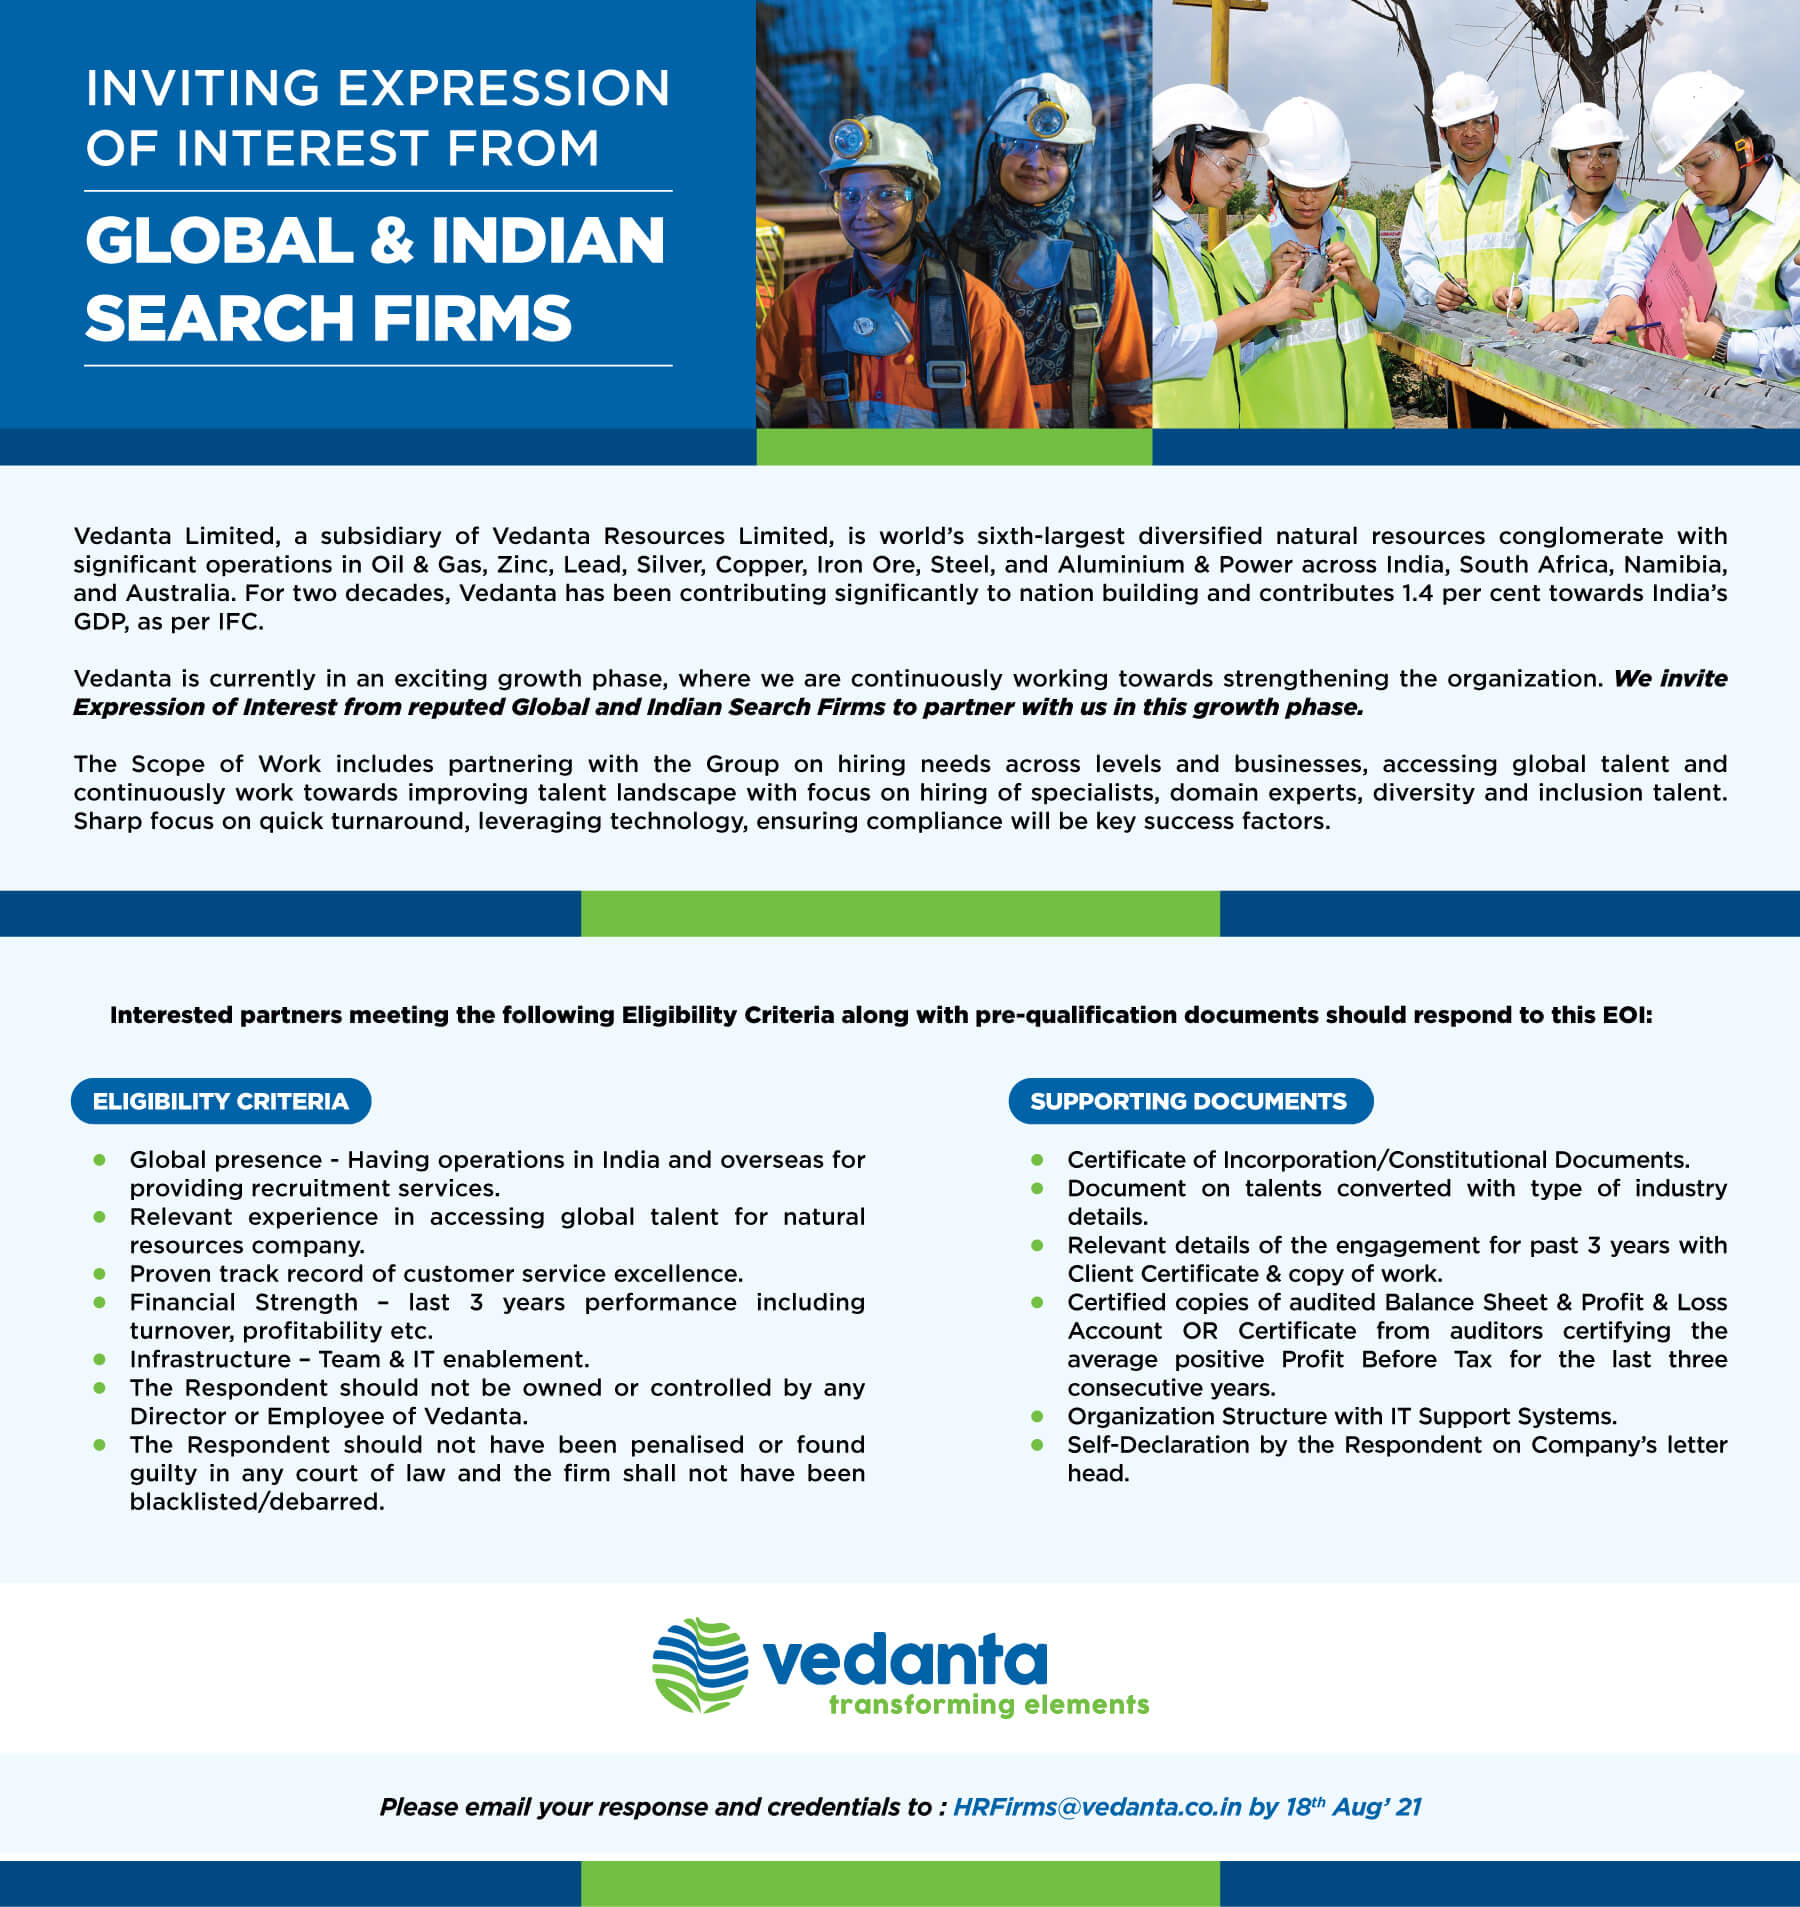 INVITING EXPRESSION
OF INTEREST FROM
GLOBAL & INDIAN
SEARCH FIRMS
Vedanta Limited, a subsidiary of Vedanta Resources Limited, is world's sixth-largest diversified natural resources conglomerate with
significant operations in Oil & Gas, Zinc, Lead, Silver, Copper, Iron Ore, Steel, and Aluminium & Power across India, South Africa, Namibia,
and Australia. For two decades, Vedanta has been contributing significantly to nation building and contributes 1.4 per cent towards India's
GDP, as per IFC.
Vedanta is currently in an exciting growth phase, where we are continuously working towards strengthening the organization. We invite
Expression of Interest from reputed Global and Indian Search Firms to partner with us in this growth phase.
The Scope of Work includes partnering with the Group on hiring needs across levels and businesses, accessing global talent and
continuously work towards improving talent landscape with focus on hiring of specialists, domain experts, diversity and inclusion talent.
Sharp focus on quick turnaround, leveraging technology, ensuring compliance will be key success factors.
Interested partners meeting the following Eligibility Criteria along with pre-qualification documents should respond to this EOI:
ELIGIBILITY CRITERIA
● Global presence - Having operations in India and overseas for
providing recruitment services.
● Relevant experience in accessing global talent for natural
resources company.
● Proven track record of customer service excellence.
● Financial Strength – last 3 years performance including
turnover, profitability etc.
● Infrastructure – Team & IT enablement.
● The Respondent should not be owned or controlled by any
Director or Employee of Vedanta.
● The Respondent should not have been penalised or found
guilty in any court of law and the firm shall not have been
blacklisted/debarred.
SUPPORTING DOCUMENTS
● Certificate of Incorporation/Constitutional Documents.
● Document on talents converted with type of industry
details.
● Relevant details of the engagement for past 3 years with
Client Certificate & copy of work.
● Certified copies of audited Balance Sheet & Profit & Loss
Account OR Certificate from auditors certifying the
average positive Profit Before Tax for the last three
consecutive years.
● Organization Structure with IT Support Systems.
● Self-Declaration by the Respondent on Company's letter
head.
vedanta
transforming elements
Please email your response and credentials to : HRFirms@vedanta.co.in by 18th Aug' 21